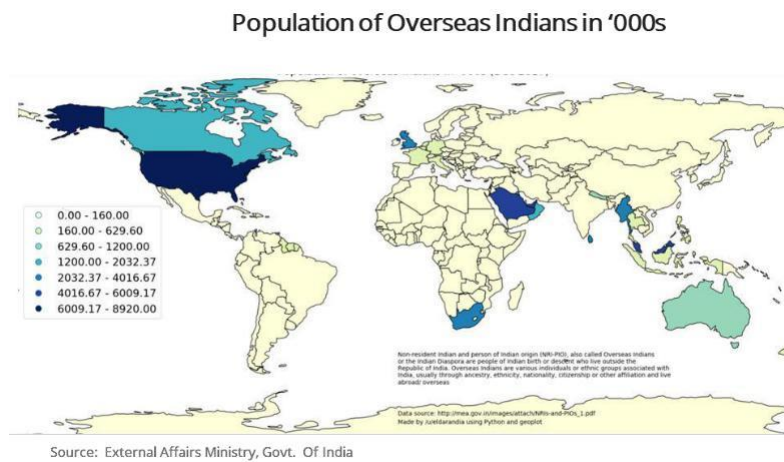 Population of Overseas Indians in ‘000s
0.00 - 160.00
160.00 - 629.60
629.60 - 1200.00
1200.00 - 2032.37
2032.37 - 4016.67
4016.67 - 6009.17
6009.17 - 8920.00
Non-resident Indian and person of Indian origin (NRI-PIO), also called Overseas Indians
or the Indian Diaspora are people of Indian birth or descent who live outside the
Republic of India. Overseas Indians are various individuals or ethnic groups associated with
India, usually through ancestry, ethnicity, nationality, citizenship or other affiliation and live
abroad/ overseas
Data source: http://mea.gov.in/images/attach/NRIs-and-PIOs_1.pdf
Made by /u/eldarandia using Python and geoplot
Source: External Affairs Ministry, Govt. Of India